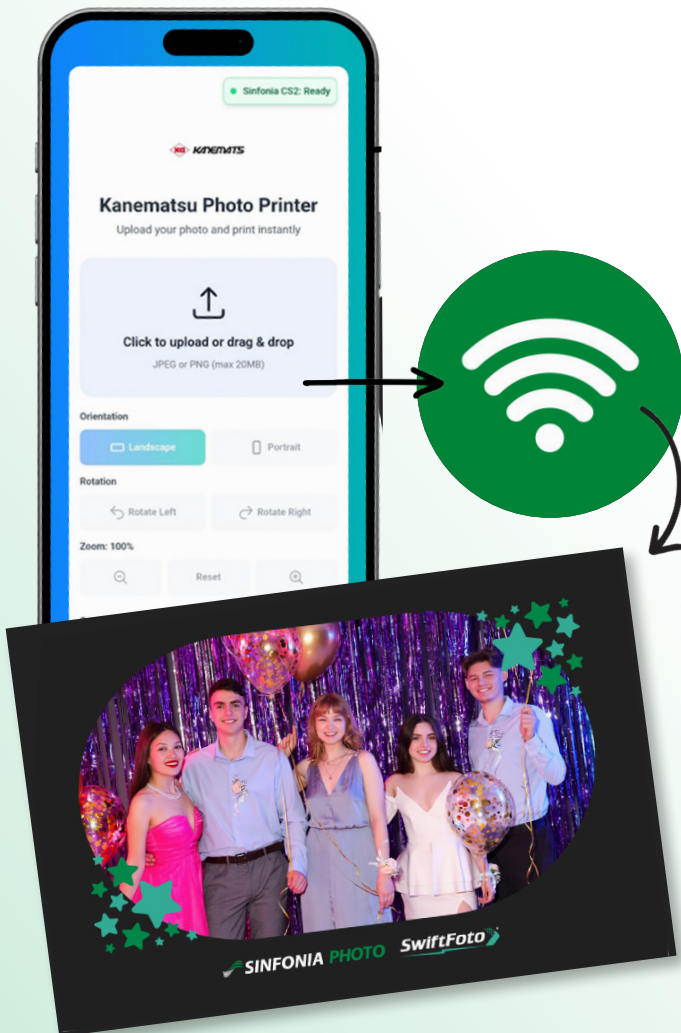 Sinfonia CS2: Ready
KANEMATS
Kanematsu Photo Printer
Upload your photo and print instantly
Click to upload or drag & drop
JPEG or PNG (max 20MB)
Orientation
Landscape
Portrait
Rotation
Rotate Left
Rotate Right
Zoom: 100%
Reset
SINFONIA PHOTO
SwiftFoto